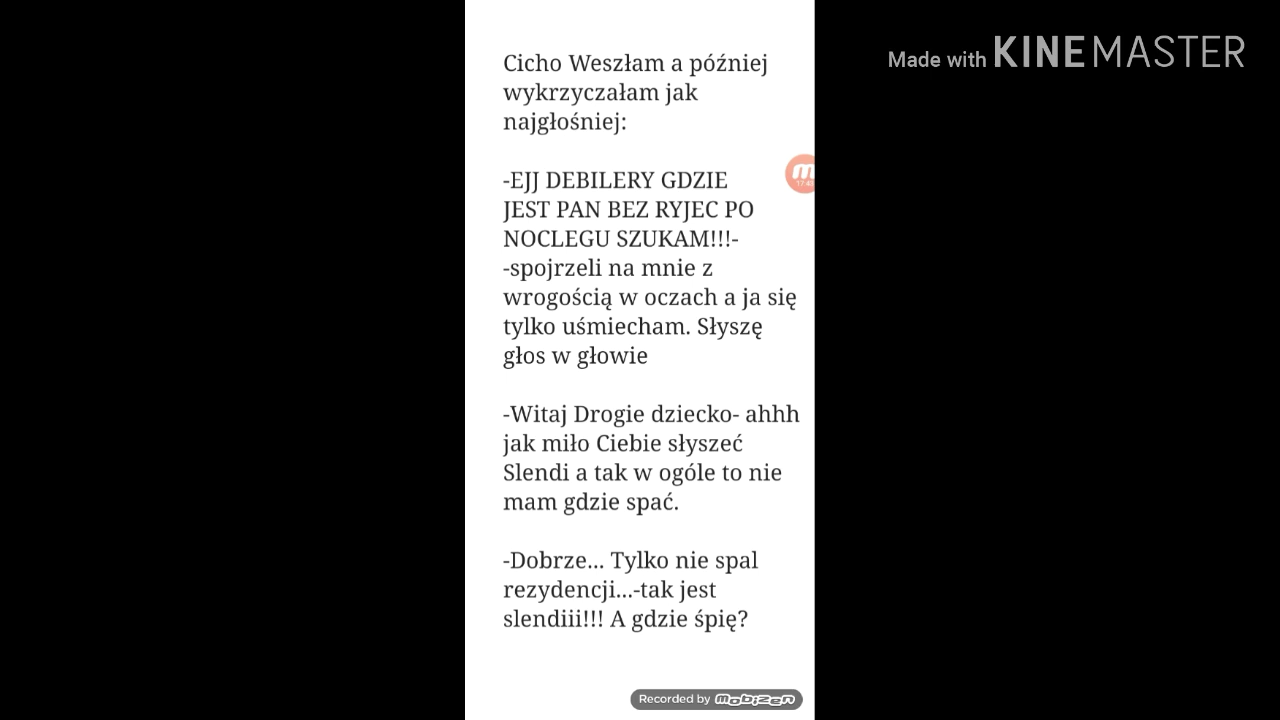 Made with KINEMASTER
Cicho Weszłam a później
wykrzyczałam jak
najgłośniej:
-EJJ DEBILERY GDZIE
JEST PAN BEZ RYJEC PO
NOCLEGU SZUKAM!!!-
-spojrzeli na mnie z
wrogością w oczach a ja się
tylko uśmiecham. Słyszę
głos w głowie
-Witaj Drogie dziecko- ahhh
jak miło Ciebie słyszeć
Slendi a tak w ogóle to nie
mam gdzie spać.
-Dobrze... Tylko nie spal
rezydencji...-tak jest
slendiii!!! A gdzie śpię?
Recorded by mobizen